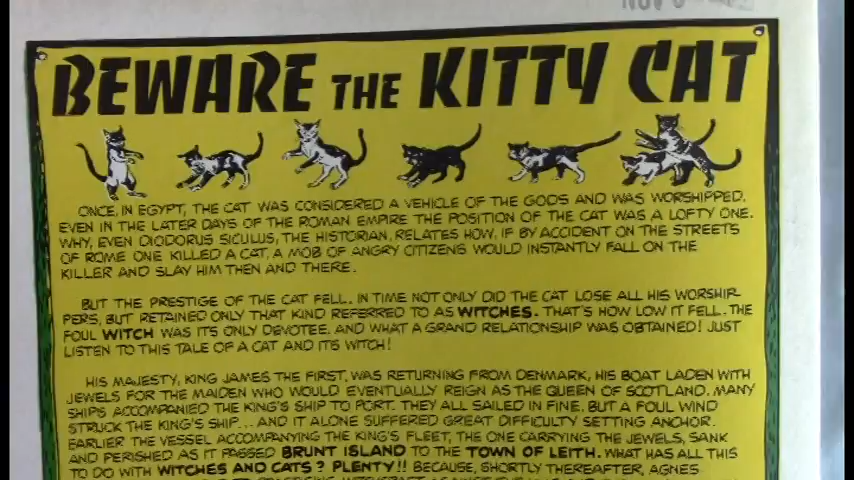 BEWARE THE KITTY CAT
ONCE, IN EGYPT, THE CAT WAS CONSIDERED A VEHICLE OF THE GODS AND WAS WORSHIPPED.
EVEN IN THE LATER DAYS OF THE ROMAN EMPIRE THE POSITION OF THE CAT WAS A LOFTY ONE.
WHY, EVEN DIODORUS SICULUS, THE HISTORIAN, RELATES HOW, IF BY ACCIDENT ON THE STREETS
OF ROME ONE KILLED A CAT, A MOB OF ANGRY CITIZENS WOULD INSTANTLY FALL ON THE
KILLER AND SLAY HIM THEN AND THERE.
BUT THE PRESTIGE OF THE CAT FELL. IN TIME NOT ONLY DID THE CAT LOSE ALL HIS WORSHIP-
PERS, BUT RETAINED ONLY THAT KIND REFERRED TO AS WITCHES. THAT'S HOW LOW IT FELL. THE
FOUL WITCH WAS ITS ONLY DEVOTEE. AND WHAT A GRAND RELATIONSHIP WAS OBTAINED! JUST
LISTEN TO THIS TALE OF A CAT AND ITS WITCH!
HIS MAJESTY, KING JAMES THE FIRST, WAS RETURNING FROM DENMARK, HIS BOAT LADEN WITH
JEWELS FOR THE MAIDEN WHO WOULD EVENTUALLY REIGN AS THE QUEEN OF SCOTLAND. MANY
SHIPS ACCOMPANIED THE KING'S SHIP TO PORT. THEY ALL SAILED IN FINE, BUT A FOUL WIND
STRUCK THE KING'S SHIP... AND IT ALONE SUFFERED GREAT DIFFICULTY SETTING ANCHOR.
EARLIER THE VESSEL ACCOMPANYING THE KING'S FLEET, THE ONE CARRYING THE JEWELS, SANK
AND PERISHED AS IT PASSED BRUNT ISLAND TO THE TOWN OF LEITH. WHAT HAS ALL THIS
TO DO WITH WITCHES AND CATS? PLENTY!! BECAUSE, SHORTLY THEREAFTER, AGNES